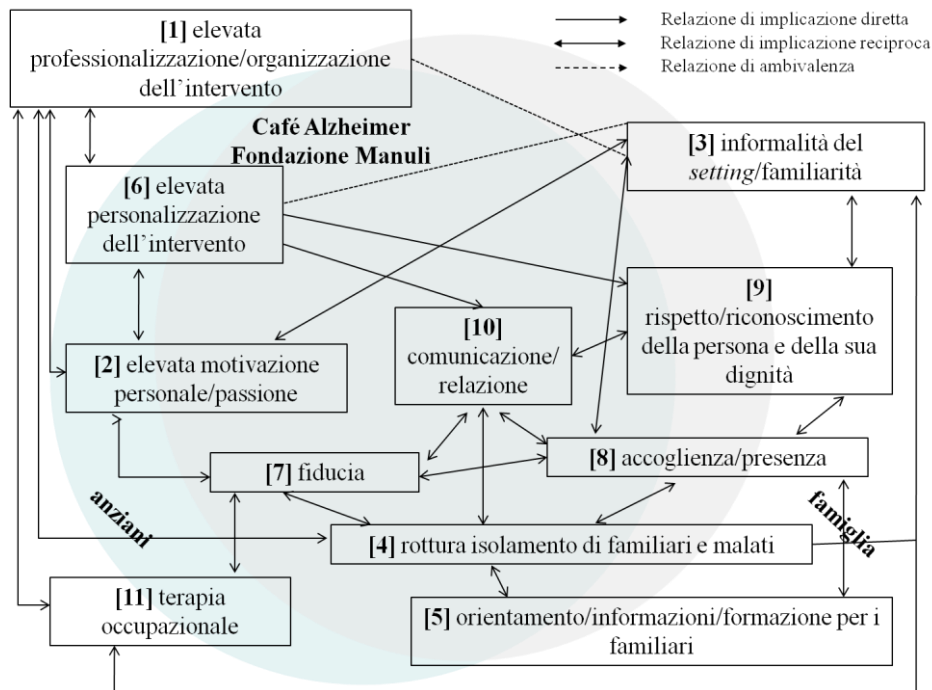 [1] elevata
professionalizzazione/organizzazione
dell'intervento
Relazione di implicazione diretta
Relazione di implicazione reciproca
Relazione di ambivalenza
Café Alzheimer
Fondazione Manuli
[3] informalità del
setting/familiarità
[6] elevata
personalizzazione
dell'intervento
[9]
rispetto/riconoscimento
della persona e della sua
dignità
[10]
comunicazione/
relazione
[2] elevata motivazione
personale/passione
[7] fiducia
[8] accoglienza/presenza
anziani
famiglia
[4] rottura isolamento di familiari e malati
[11] terapia
occupazionale
[5] orientamento/informazioni/formazione per i
familiari